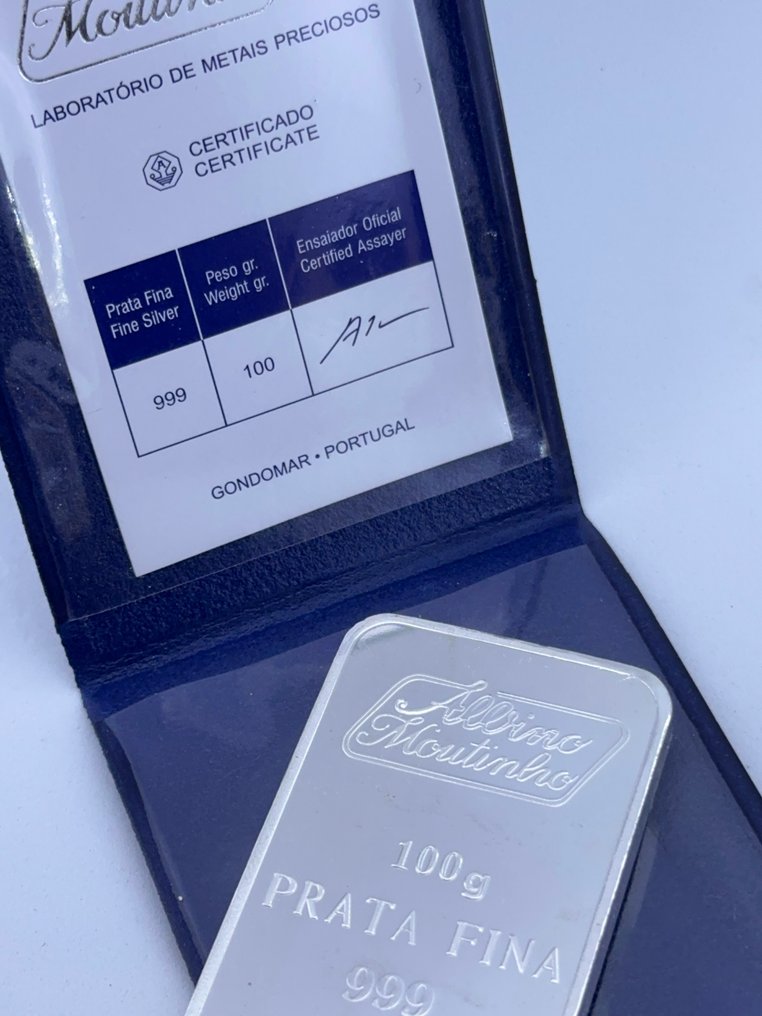 Moutinho
LABORATÓRIO DE METAIS PRECIOSOS
CERTIFICADO
CERTIFICATE
Prata Fina
Fine Silver
Peso gr.
Weight gr.
Ensaiador Oficial
Certified Assayer
999
100
GONDOMAR • PORTUGAL
Albino
Moutinho
100g
PRATA FINA
999